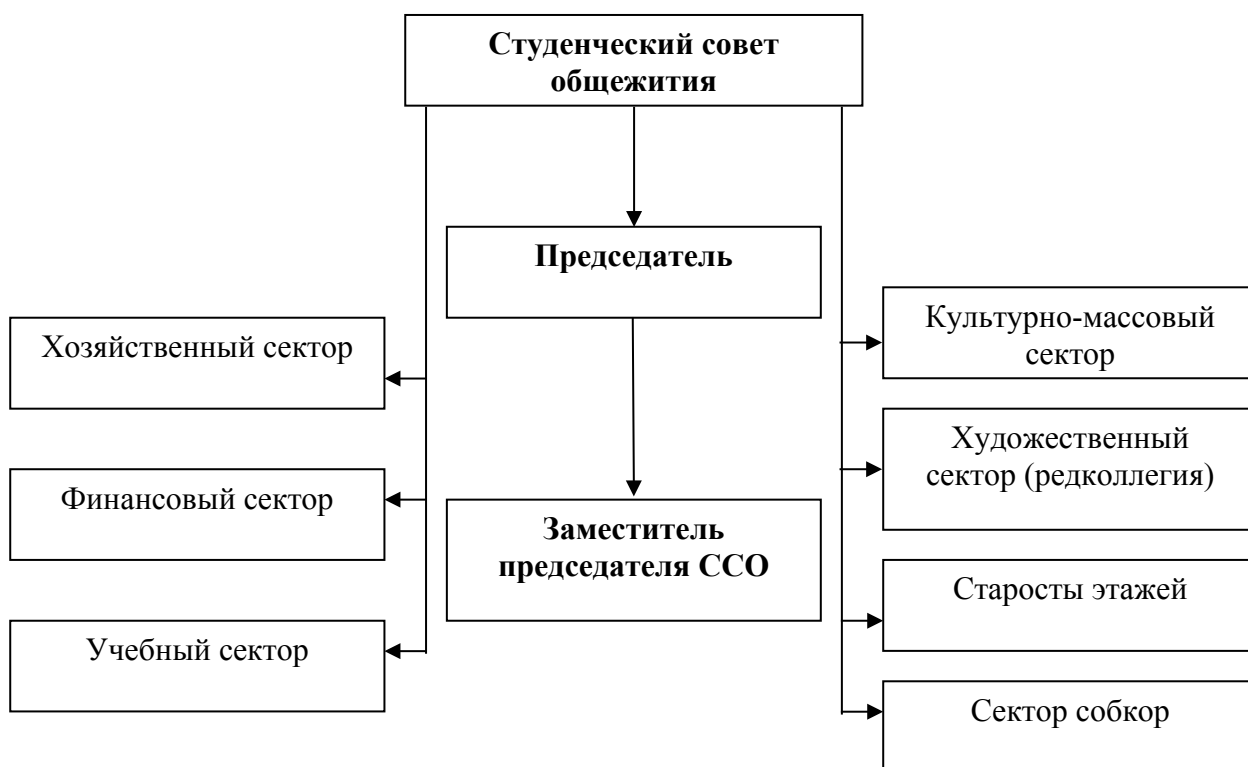 Студенческий совет
общежития
Председатель
Заместитель
председателя ССО
Хозяйственный сектор
Финансовый сектор
Учебный сектор
Культурно-массовый
сектор
Художественный
сектор (редколлегия)
Старосты этажей
Сектор собкор